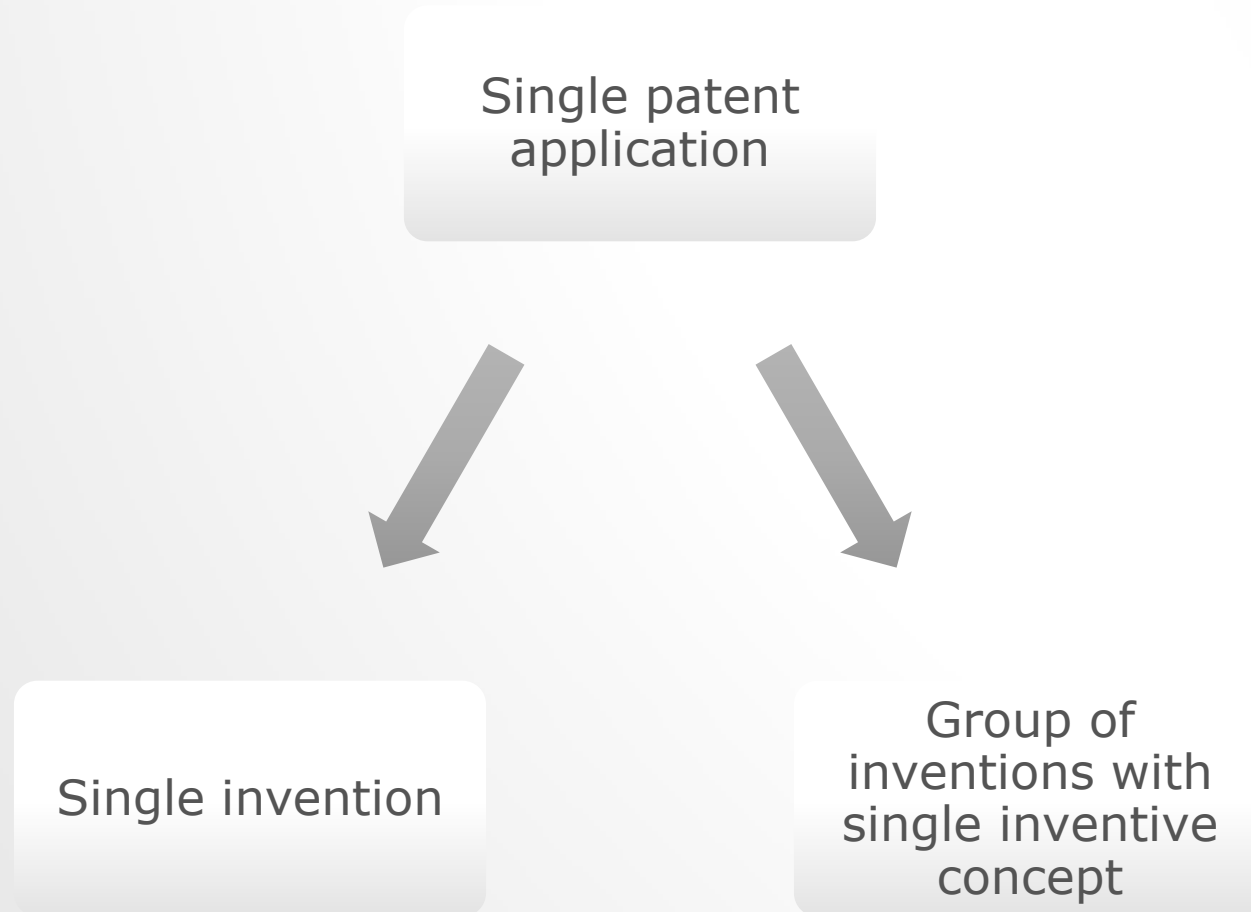 Single patent
application
Single invention
Group of
inventions with
single inventive
concept